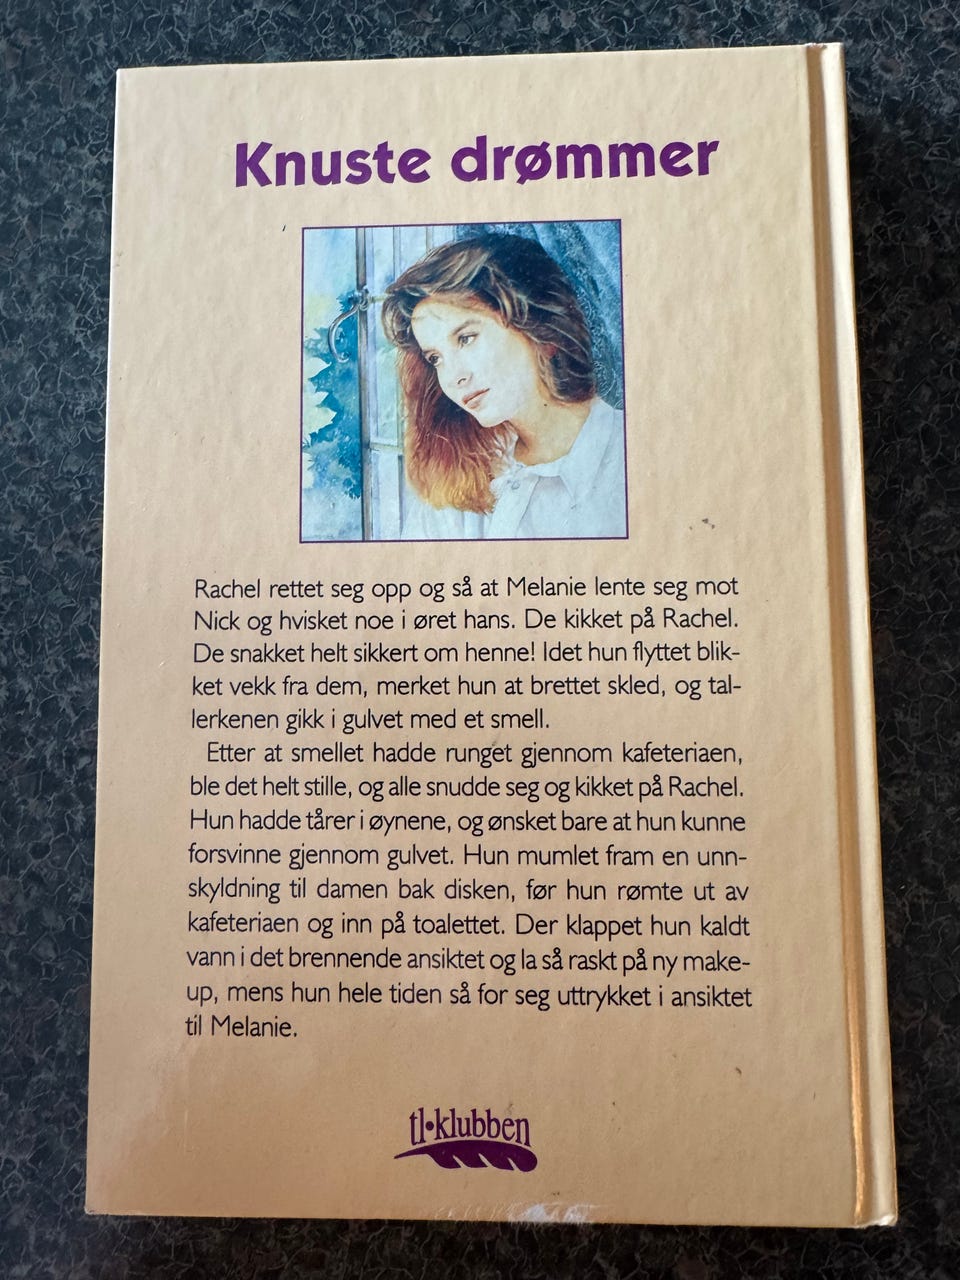 Knuste drømmer
Rachel rettet seg opp og så at Melanie lente seg mot
Nick og hvisket noe i øret hans. De kikket på Rachel.
De snakket helt sikkert om henne! Idet hun flyttet blik-
ket vekk fra dem, merket hun at brettet skled, og tal-
lerkenen gikk i gulvet med et smell.
Etter at smellet hadde runget gjennom kafeteriaen,
ble det helt stille, og alle snudde seg og kikket på Rachel.
Hun hadde tårer i øynene, og ønsket bare at hun kunne
forsvinne gjennom gulvet. Hun mumlet fram en unn-
skyldning til damen bak disken, før hun rømte ut av
kafeteriaen og inn på toalettet. Der klappet hun kaldt
vann i det brennende ansiktet og la så raskt på ny make-
up, mens hun hele tiden så for seg uttrykket i ansiktet
til Melanie.
tl•klubben